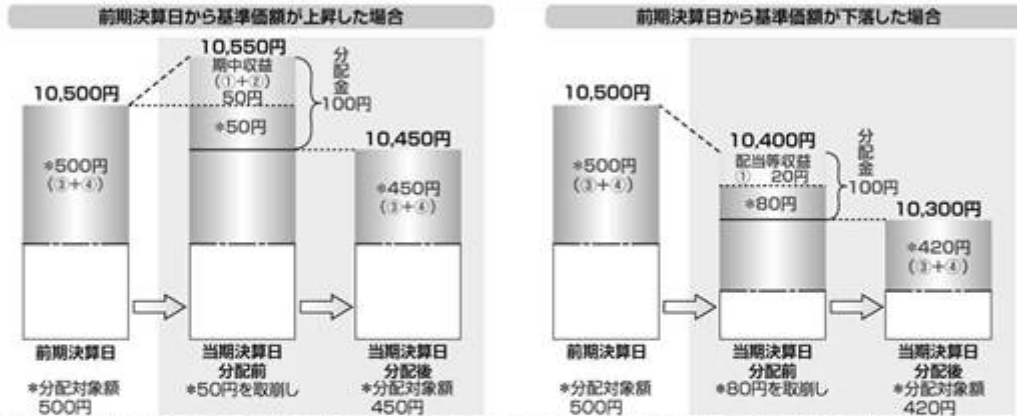 前期決算日から基準価額が上昇した場合
10,550円
期中収益
(①+②)
50円
*50円
分配金
100円
10,500円
*500円
(③+④)
10,450円
*450円
(③+④)
前期決算日
当期決算日
分配前
当期決算日
分配後
*分配対象額
500円
*50円を取崩し
*分配対象額
450円
前期決算日から基準価額が下落した場合
10,500円
*500円
(③+④)
10,400円
配当等収益
① 20円
*80円
分配金
100円
10,300円
*420円
(③+④)
前期決算日
当期決算日
分配前
当期決算日
分配後
*分配対象額
500円
*80円を取崩し
*分配対象額
420円